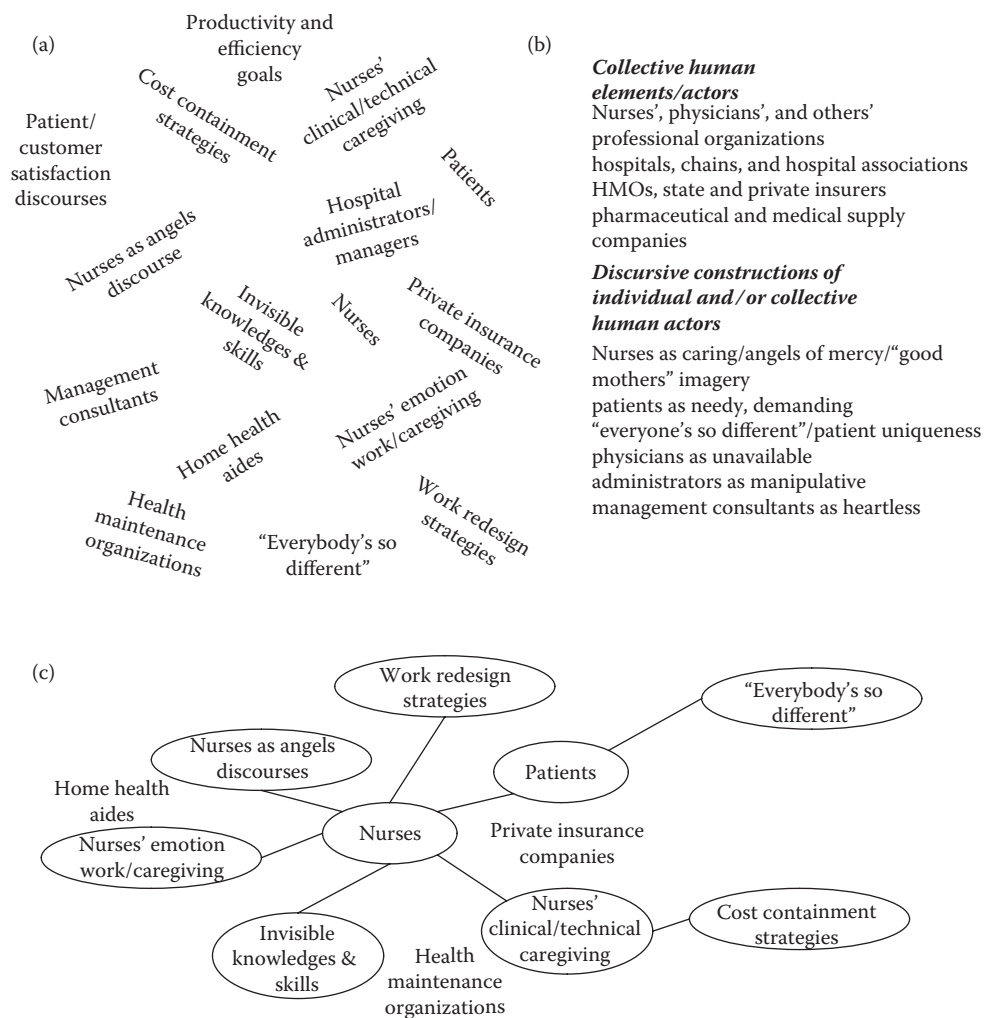 (a)
Productivity and
efficiency
goals
Cost containment
strategies
Nurses'
clinical/technical
caregiving
Patient/
customer
satisfaction
discourses
Patients
Hospital
administrators/
managers
Nurses as angels
discourse
Invisible
knowledges &
skills
Nurses
Private insurance
companies
Management
consultants
Nurses' emotion
work/caregiving
Home health
aides
Work redesign
strategies
Health
maintenance
organizations
“Everybody's so
different”
(b)
Collective human
elements/actors
Nurses', physicians', and others'
professional organizations
hospitals, chains, and hospital associations
HMOs, state and private insurers
pharmaceutical and medical supply
companies
Discursive constructions of
individual and/or collective
human actors
Nurses as caring/angels of mercy/“good
mothers” imagery
patients as needy, demanding
“everyone's so different”/patient uniqueness
physicians as unavailable
administrators as manipulative
management consultants as heartless
(c)
Work redesign
strategies
“Everybody's so
different”
Nurses as angels
discourses
Patients
Home health
aides
Nurses
Private insurance
companies
Nurses' emotion
work/caregiving
Nurses'
clinical/technical
caregiving
Cost containment
strategies
Invisible
knowledges &
skills
Health
maintenance
organizations